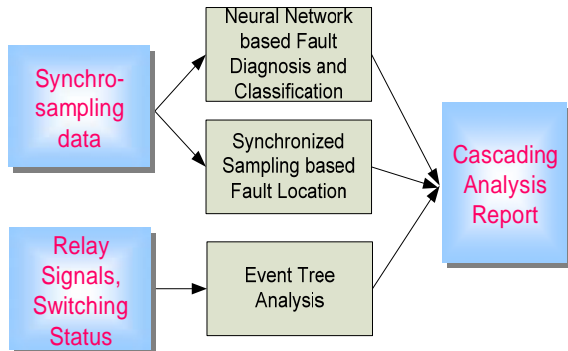 Synchro-
sampling
data
Neural Network
based Fault
Diagnosis and
Classification
Synchronized
Sampling based
Fault Location
Cascading
Analysis
Report
Relay
Signals,
Switching
Status
Event Tree
Analysis